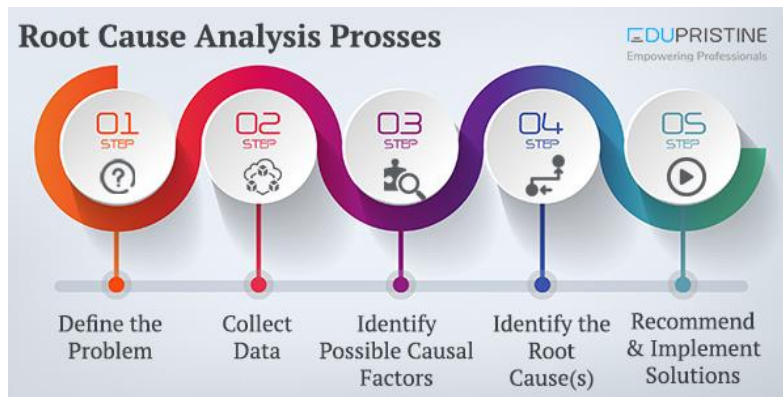 Root Cause Analysis Prosses
EDUPRISTINE
Empowering Professionals
01
STEP
02
STEP
03
STEP
04
STEP
05
STEP
?
Define the
Problem
Collect
Data
Identify
Possible Causal
Factors
Identify the
Root
Cause(s)
Recommend
& Implement
Solutions